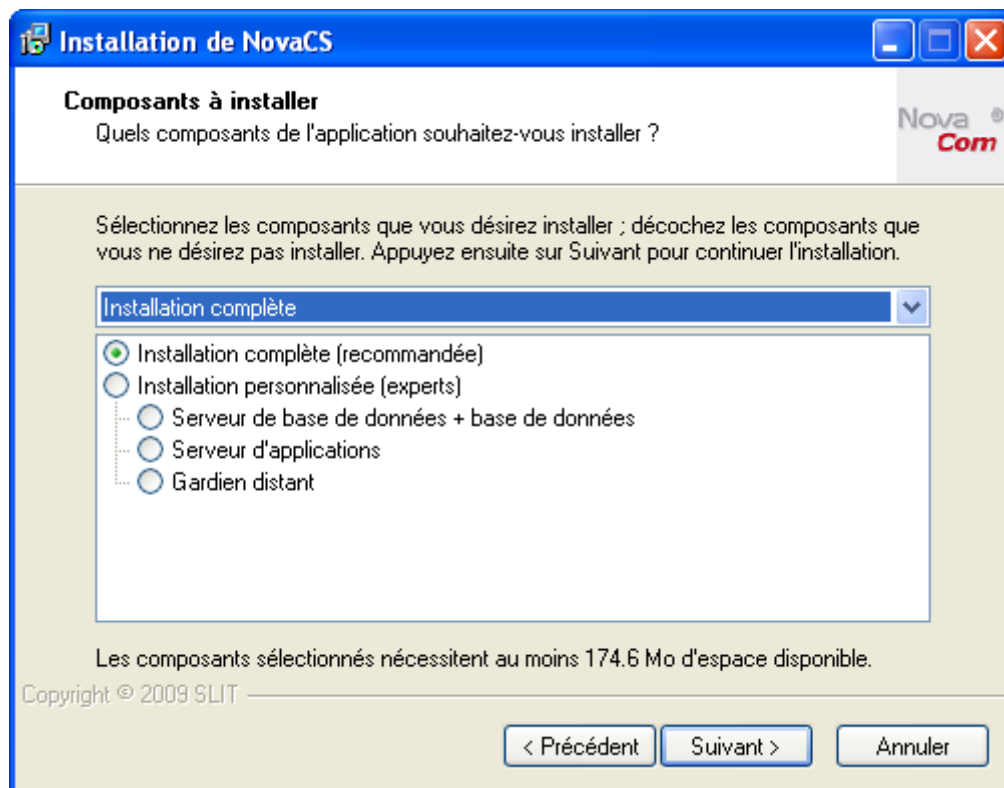 Installation de NovaCS
Composants à installer
Quels composants de l'application souhaitez-vous installer ?
Nova ®
Com
Sélectionnez les composants que vous désirez installer ; décochez les composants que
vous ne désirez pas installer. Appuyez ensuite sur Suivant pour continuer l'installation.
Installation complète
Installation complète (recommandée)
Installation personnalisée (experts)
Serveur de base de données + base de données
Serveur d'applications
Gardien distant
Les composants sélectionnés nécessitent au moins 174.6 Mo d'espace disponible.
Copyright © 2009 SLIT
< Précédent
Suivant >
Annuler